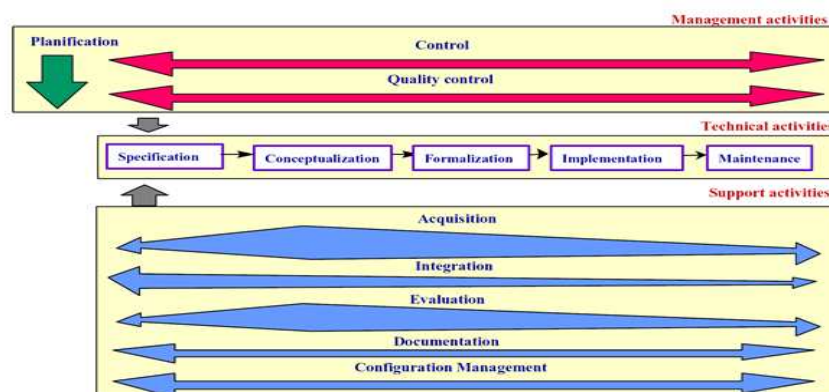 Management activities
Planification
Control
Quality control
Technical activities
Specification
Conceptualization
Formalization
Implementation
Maintenance
Support activities
Acquisition
Integration
Evaluation
Documentation
Configuration Management